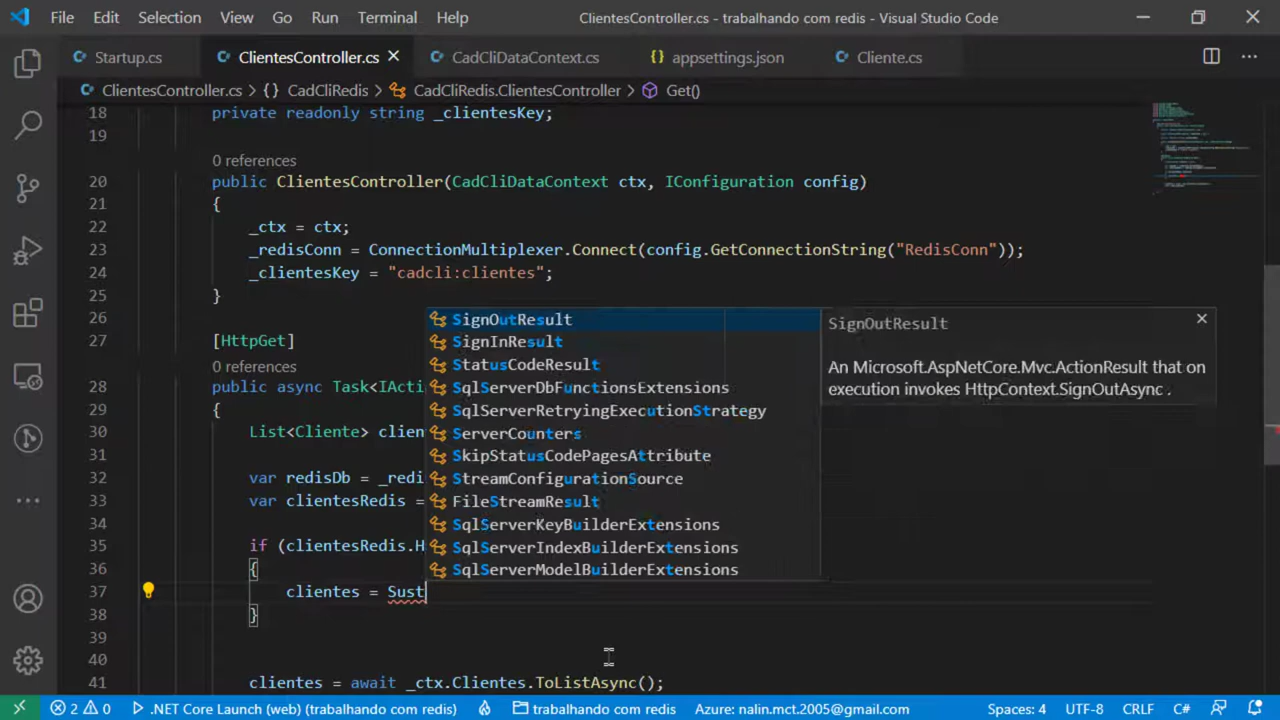 File Edit Selection View Go Run Terminal Help ClientesController.cs - trabalhando com redis - Visual Studio Code
Startup.cs ClientesController.cs CadCliDataContext.cs {} appsettings.json Cliente.cs
ClientesController.cs > {} CadCliRedis > CadCliRedis.ClientesController > Get()
18 private readonly string _clientesKey;
19
0 references
20 public ClientesController(CadCliDataContext ctx, IConfiguration config)
21 {
22 _ctx = ctx;
23 _redisConn = ConnectionMultiplexer.Connect(config.GetConnectionString("RedisConn"));
24 _clientesKey = "cadcli:clientes";
25 }
26
27 [HttpGet]
0 references
28 public async Task<IActi
29 {
30 List<Cliente> clien
31
32 var redisDb = _redi
33 var clientesRedis =
34
35 if (clientesRedis.H
36 {
37 clientes = Sust
38 }
39
40
41 clientes = await _ctx.Clientes.ToListAsync();
SignOutResult
SignInResult
StatusCodeResult
SqlServerDbFunctionsExtensions
SqlServerRetryingExecutionStrategy
ServerCounters
SkipStatusCodePagesAttribute
StreamConfigurationSource
FileStreamResult
SqlServerKeyBuilderExtensions
SqlServerIndexBuilderExtensions
SqlServerModelBuilderExtensions
SignOutResult
An Microsoft.AspNetCore.Mvc.ActionResult that on
execution invokes HttpContext.SignOutAsync .
2 0 .NET Core Launch (web) (trabalhando com redis) trabalhando com redis Azure: nalin.mct.2005@gmail.com Spaces: 4 UTF-8 CRLF C#